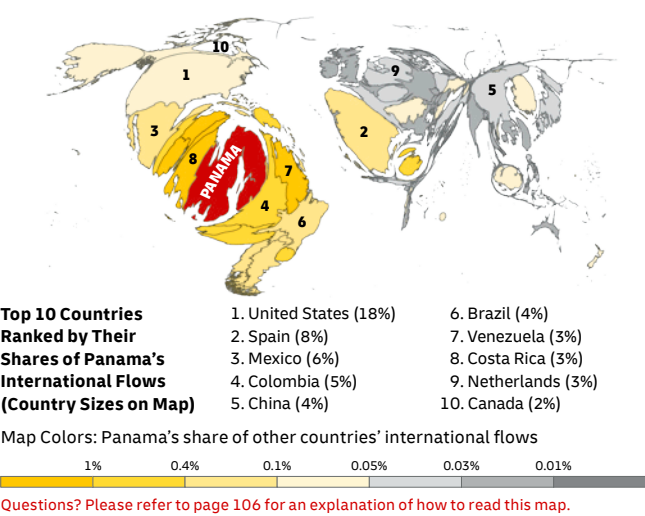 10
1
9
5
3
2
PANAMA
8
7
4
6
Top 10 Countries
Ranked by Their
Shares of Panama's
International Flows
(Country Sizes on Map)
1. United States (18%)
2. Spain (8%)
3. Mexico (6%)
4. Colombia (5%)
5. China (4%)
6. Brazil (4%)
7. Venezuela (3%)
8. Costa Rica (3%)
9. Netherlands (3%)
10. Canada (2%)
Map Colors: Panama's share of other countries' international flows
1% 0.4% 0.1% 0.05% 0.03% 0.01%
Questions? Please refer to page 106 for an explanation of how to read this map.